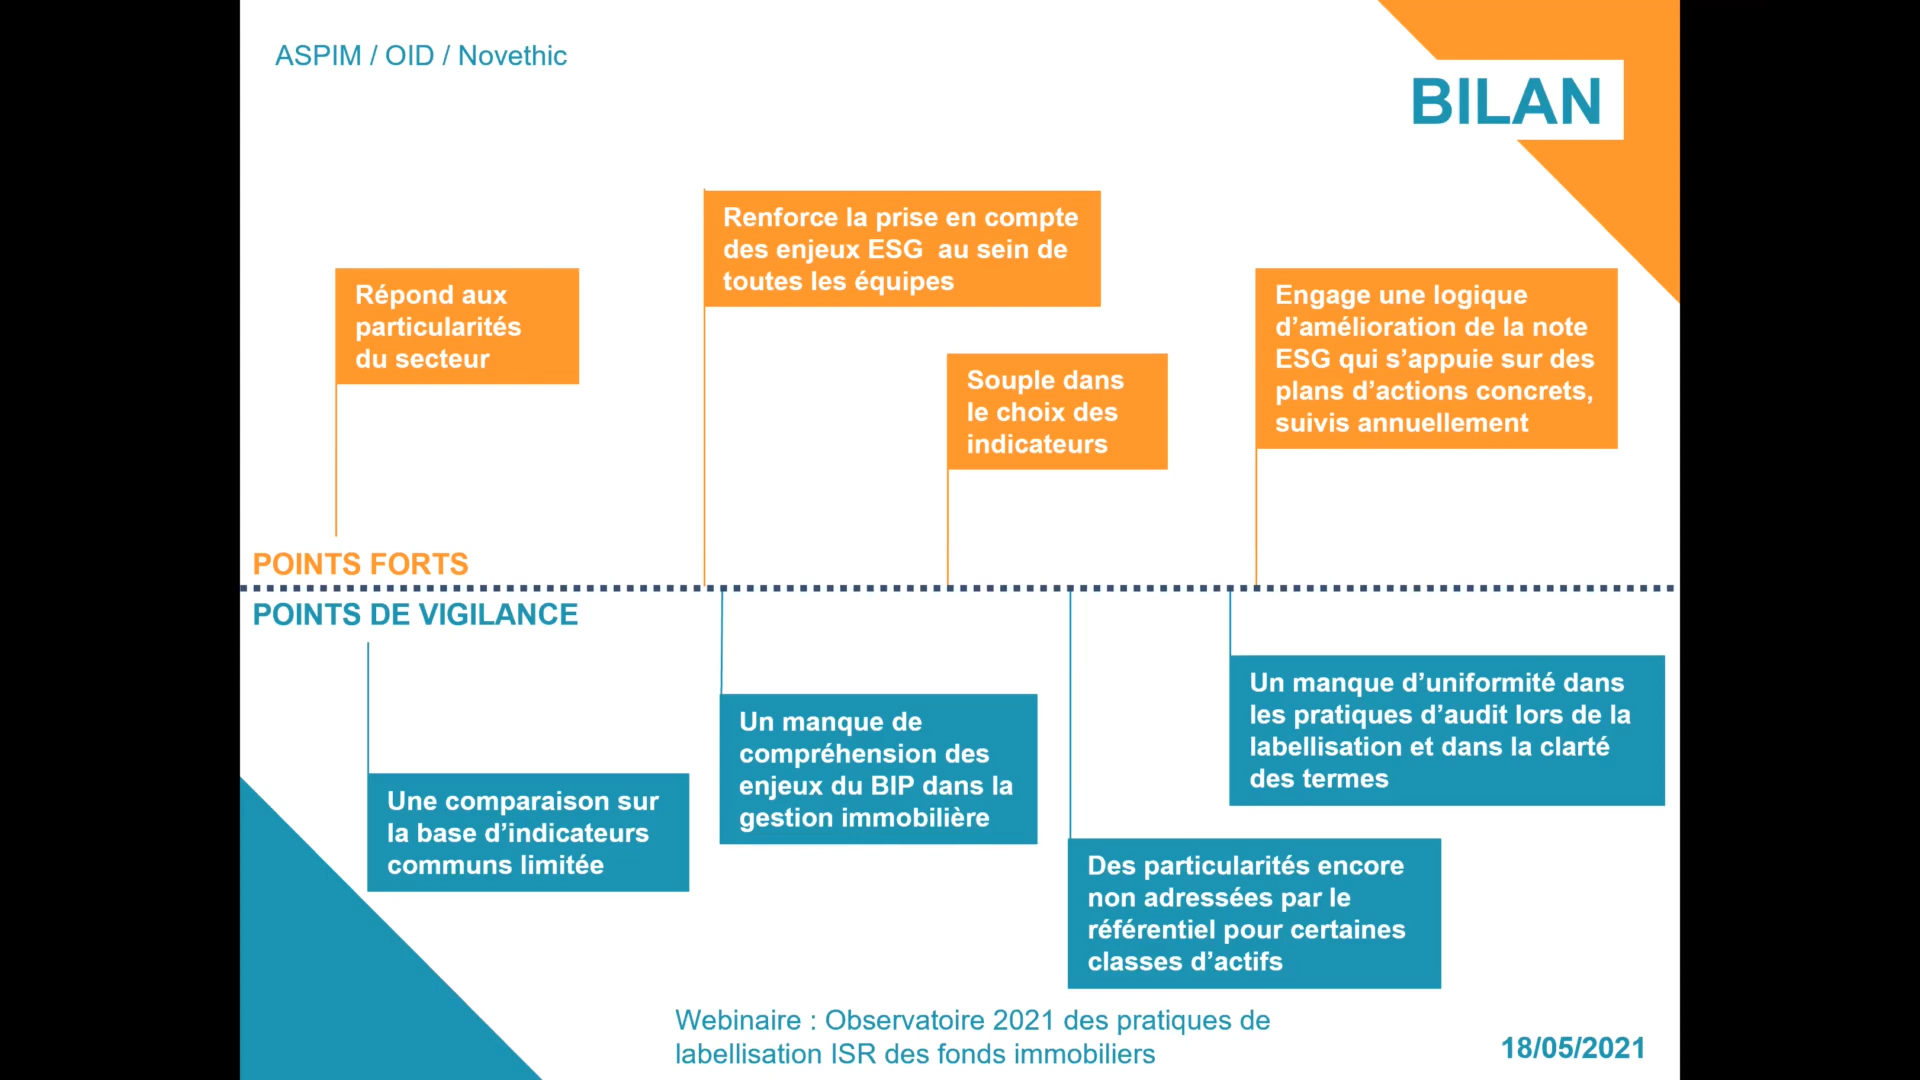 ASPIM / OID / Novethic
BILAN
Renforce la prise en compte
des enjeux ESG  au sein de
toutes les équipes
Répond aux
particularités
du secteur
Engage une logique
d’amélioration de la note
ESG qui s’appuie sur des
plans d’actions concrets,
suivis annuellement
Souple dans
le choix des
indicateurs
POINTS FORTS
POINTS DE VIGILANCE
Un manque d’uniformité dans
les pratiques d’audit lors de la
labellisation et dans la clarté
des termes
Un manque de
compréhension des
enjeux du BIP dans la
gestion immobilière
Une comparaison sur
la base d’indicateurs
communs limitée
Des particularités encore
non adressées par le
référentiel pour certaines
classes d’actifs
Webinaire : Observatoire 2021 des pratiques de
labellisation ISR des fonds immobiliers
18/05/2021